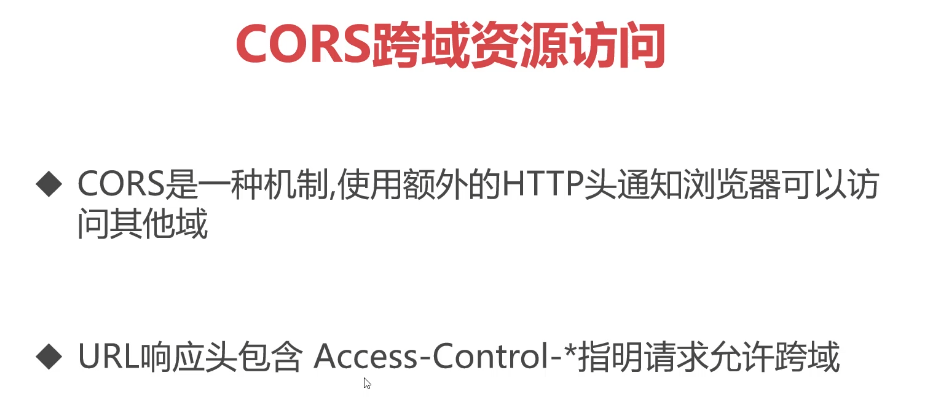 CORS跨域资源访问
◆ CORS是一种机制,使用额外的HTTP头通知浏览器可以访
问其他域
◆ URL响应头包含 Access-Control-*指明请求允许跨域